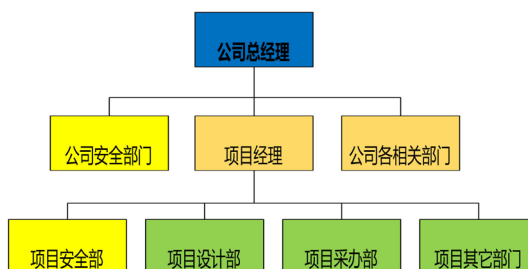 公司总经理
公司安全部门
项目经理
公司各相关部门
项目安全部
项目设计部
项目采办部
项目其它部门